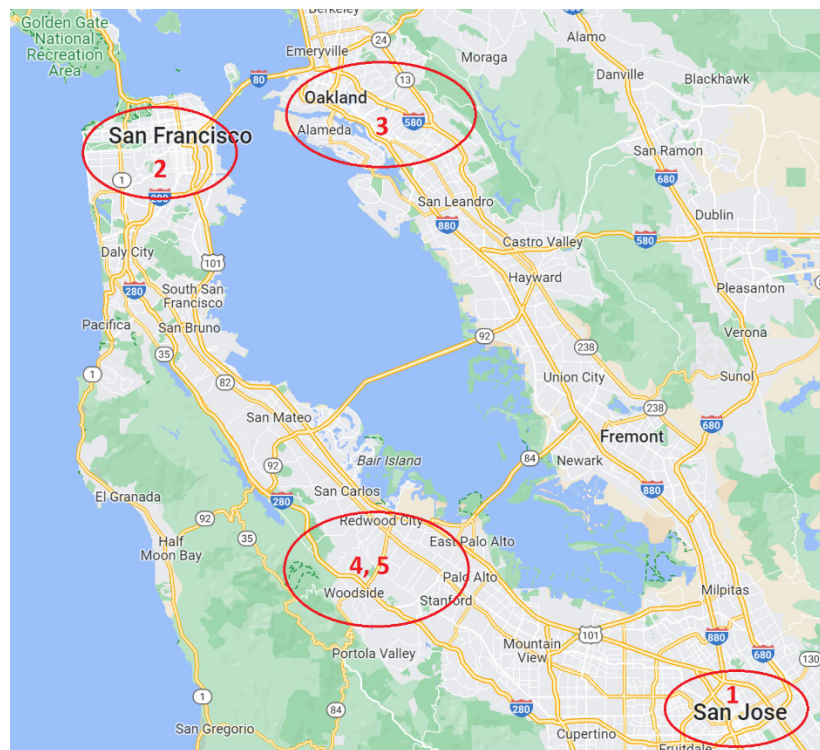 Golden Gate
National
Recreation
Area
Berkeley
Emeryville
24
Moraga
Alamo
680
80
13
Danville
Blackhawk
Oakland
3
580
Alameda
San Francisco
2
1
280
San Ramon
680
San Leandro
880
Dublin
Castro Valley
580
Daly City
101
Hayward
280
South San
Francisco
Pleasanton
Pacifica
San Bruno
35
92
Verona
1
238
82
Union City
Sunol
238
San Mateo
680
Fremont
Bair Island
84
Newark
92
880
El Granada
San Carlos
280
92
Redwood City
35
Half
Moon Bay
East Palo Alto
4, 5
Palo Alto
Woodside
Stanford
Milpitas
101
880
Mountain
View
680
130
Portola Valley
1
1
San Jose
84
280
San Gregorio
Cupertino
Fruitdale